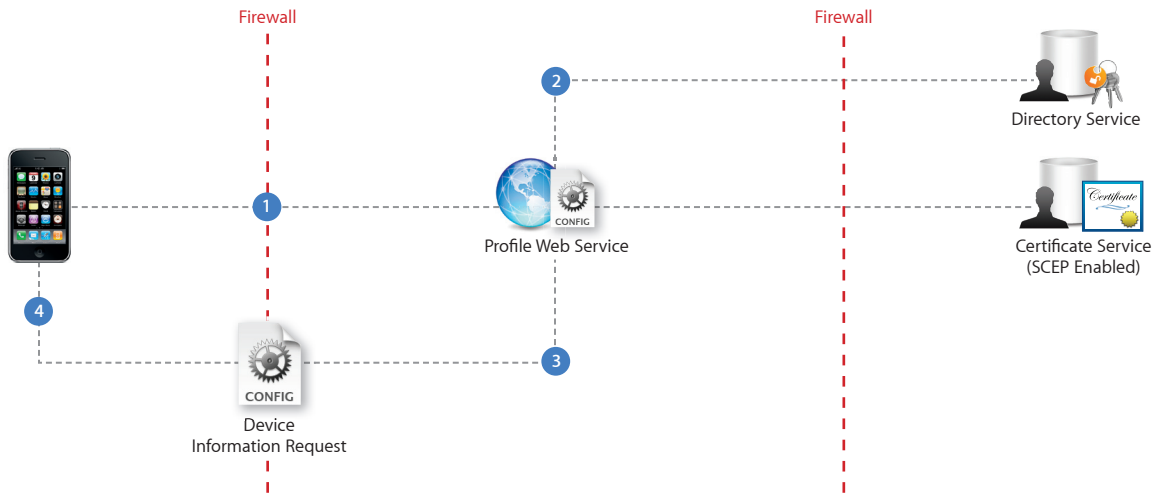 Firewall
Firewall
2
Directory Service
1
CONFIG
Profile Web Service
Certificate
Certificate Service
(SCEP Enabled)
4
3
CONFIG
Device
Information Request